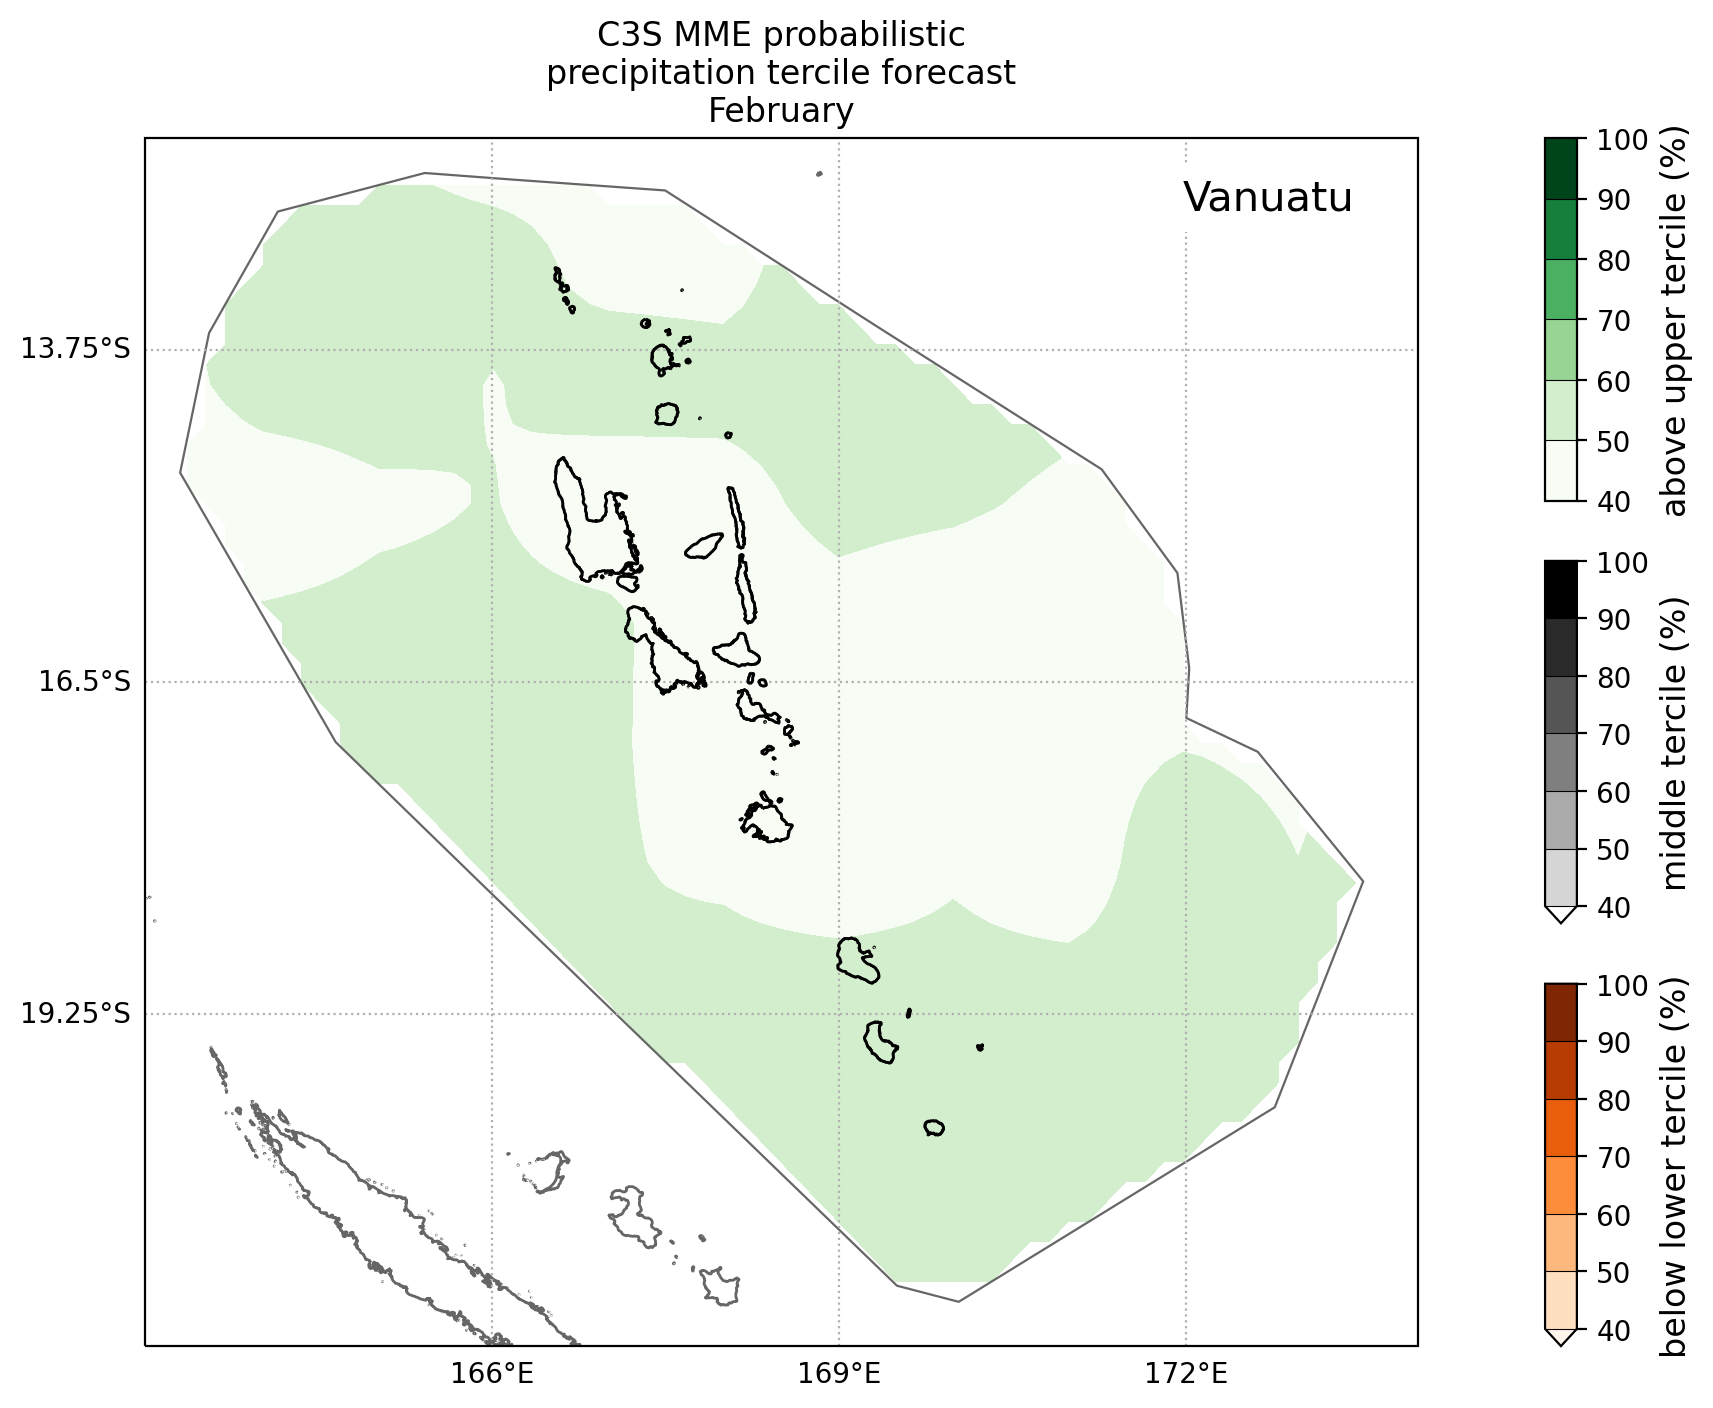 C3S MME probabilistic
precipitation tercile forecast
February
Vanuatu
13.75°S
16.5°S
19.25°S
166°E
169°E
172°E
100
90
80
70
60
50
40
above upper tercile (%)
100
90
80
70
60
50
40
middle tercile (%)
100
90
80
70
60
50
40
below lower tercile (%)